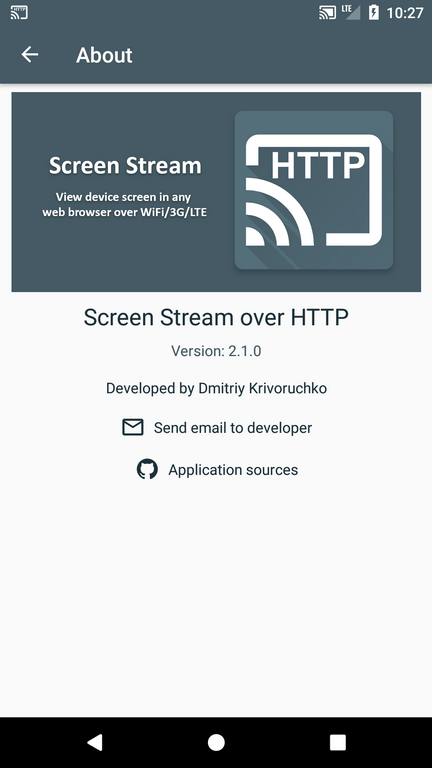 LTE 10:27
About
Screen Stream
View device screen in any
web browser over WiFi/3G/LTE
HTTP
Screen Stream over HTTP
Version: 2.1.0
Developed by Dmitriy Krivoruchko
Send email to developer
Application sources